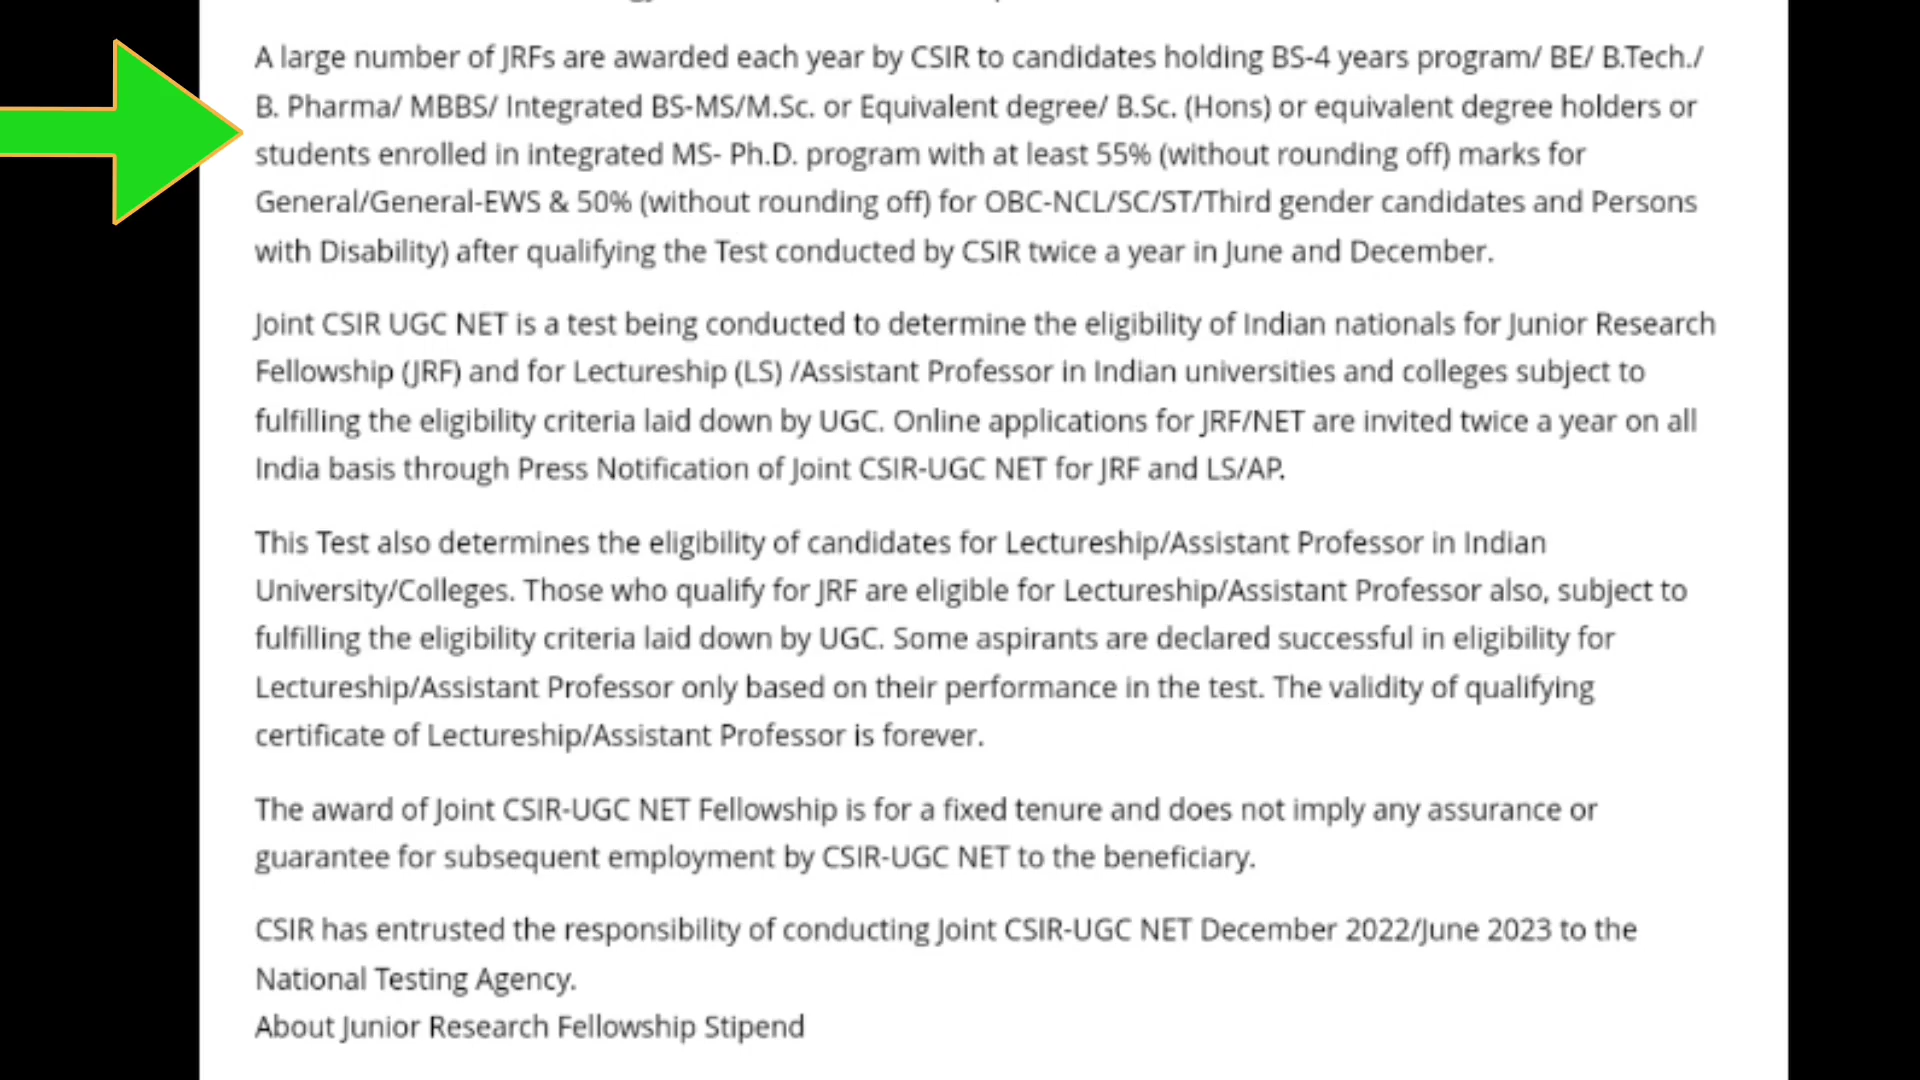 A large number of JRFs are awarded each year by CSIR to candidates holding BS-4 years program/ BE/ B.Tech./
B. Pharma/ MBBS/ Integrated BS-MS/M.Sc. or Equivalent degree/ B.Sc. (Hons) or equivalent degree holders or
students enrolled in integrated MS- Ph.D. program with at least 55% (without rounding off) marks for
General/General-EWS & 50% (without rounding off) for OBC-NCL/SC/ST/Third gender candidates and Persons
with Disability) after qualifying the Test conducted by CSIR twice a year in June and December.
Joint CSIR UGC NET is a test being conducted to determine the eligibility of Indian nationals for Junior Research
Fellowship (JRF) and for Lectureship (LS) /Assistant Professor in Indian universities and colleges subject to
fulfilling the eligibility criteria laid down by UGC. Online applications for JRF/NET are invited twice a year on all
India basis through Press Notification of Joint CSIR-UGC NET for JRF and LS/AP.
This Test also determines the eligibility of candidates for Lectureship/Assistant Professor in Indian
University/Colleges. Those who qualify for JRF are eligible for Lectureship/Assistant Professor also, subject to
fulfilling the eligibility criteria laid down by UGC. Some aspirants are declared successful in eligibility for
Lectureship/Assistant Professor only based on their performance in the test. The validity of qualifying
certificate of Lectureship/Assistant Professor is forever.
The award of Joint CSIR-UGC NET Fellowship is for a fixed tenure and does not imply any assurance or
guarantee for subsequent employment by CSIR-UGC NET to the beneficiary.
CSIR has entrusted the responsibility of conducting Joint CSIR-UGC NET December 2022/June 2023 to the
National Testing Agency.
About Junior Research Fellowship Stipend